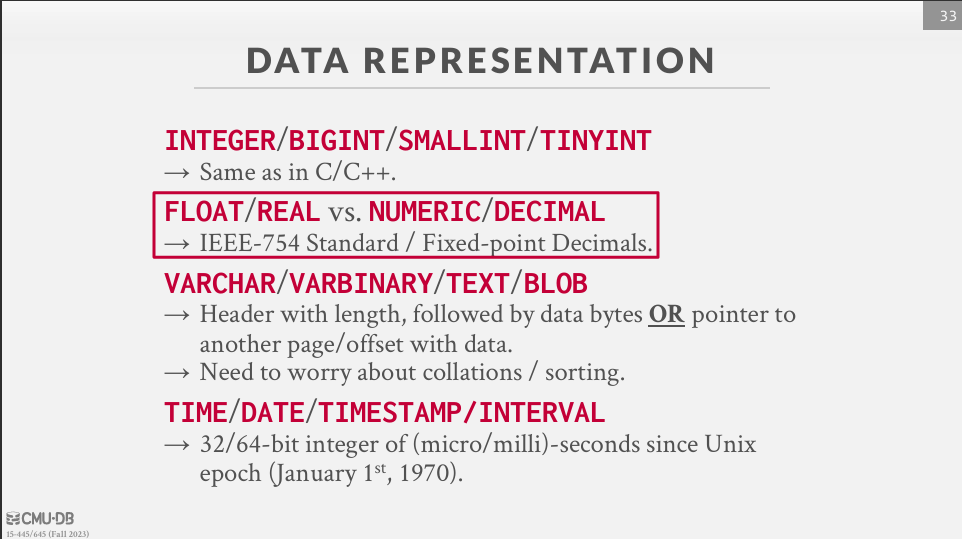 33
DATA REPRESENTATION
INTEGER/BIGINT/SMALLINT/TINYINT
→ Same as in C/C++.
FLOAT/REAL vs. NUMERIC/DECIMAL
→ IEEE-754 Standard / Fixed-point Decimals.
VARCHAR/VARBINARY/TEXT/BLOB
→ Header with length, followed by data bytes OR pointer to
another page/offset with data.
→ Need to worry about collations / sorting.
TIME/DATE/TIMESTAMP/INTERVAL
→ 32/64-bit integer of (micro/milli)-seconds since Unix
epoch (January 1st, 1970).
CMU·DB
15-445/645 (Fall 2023)